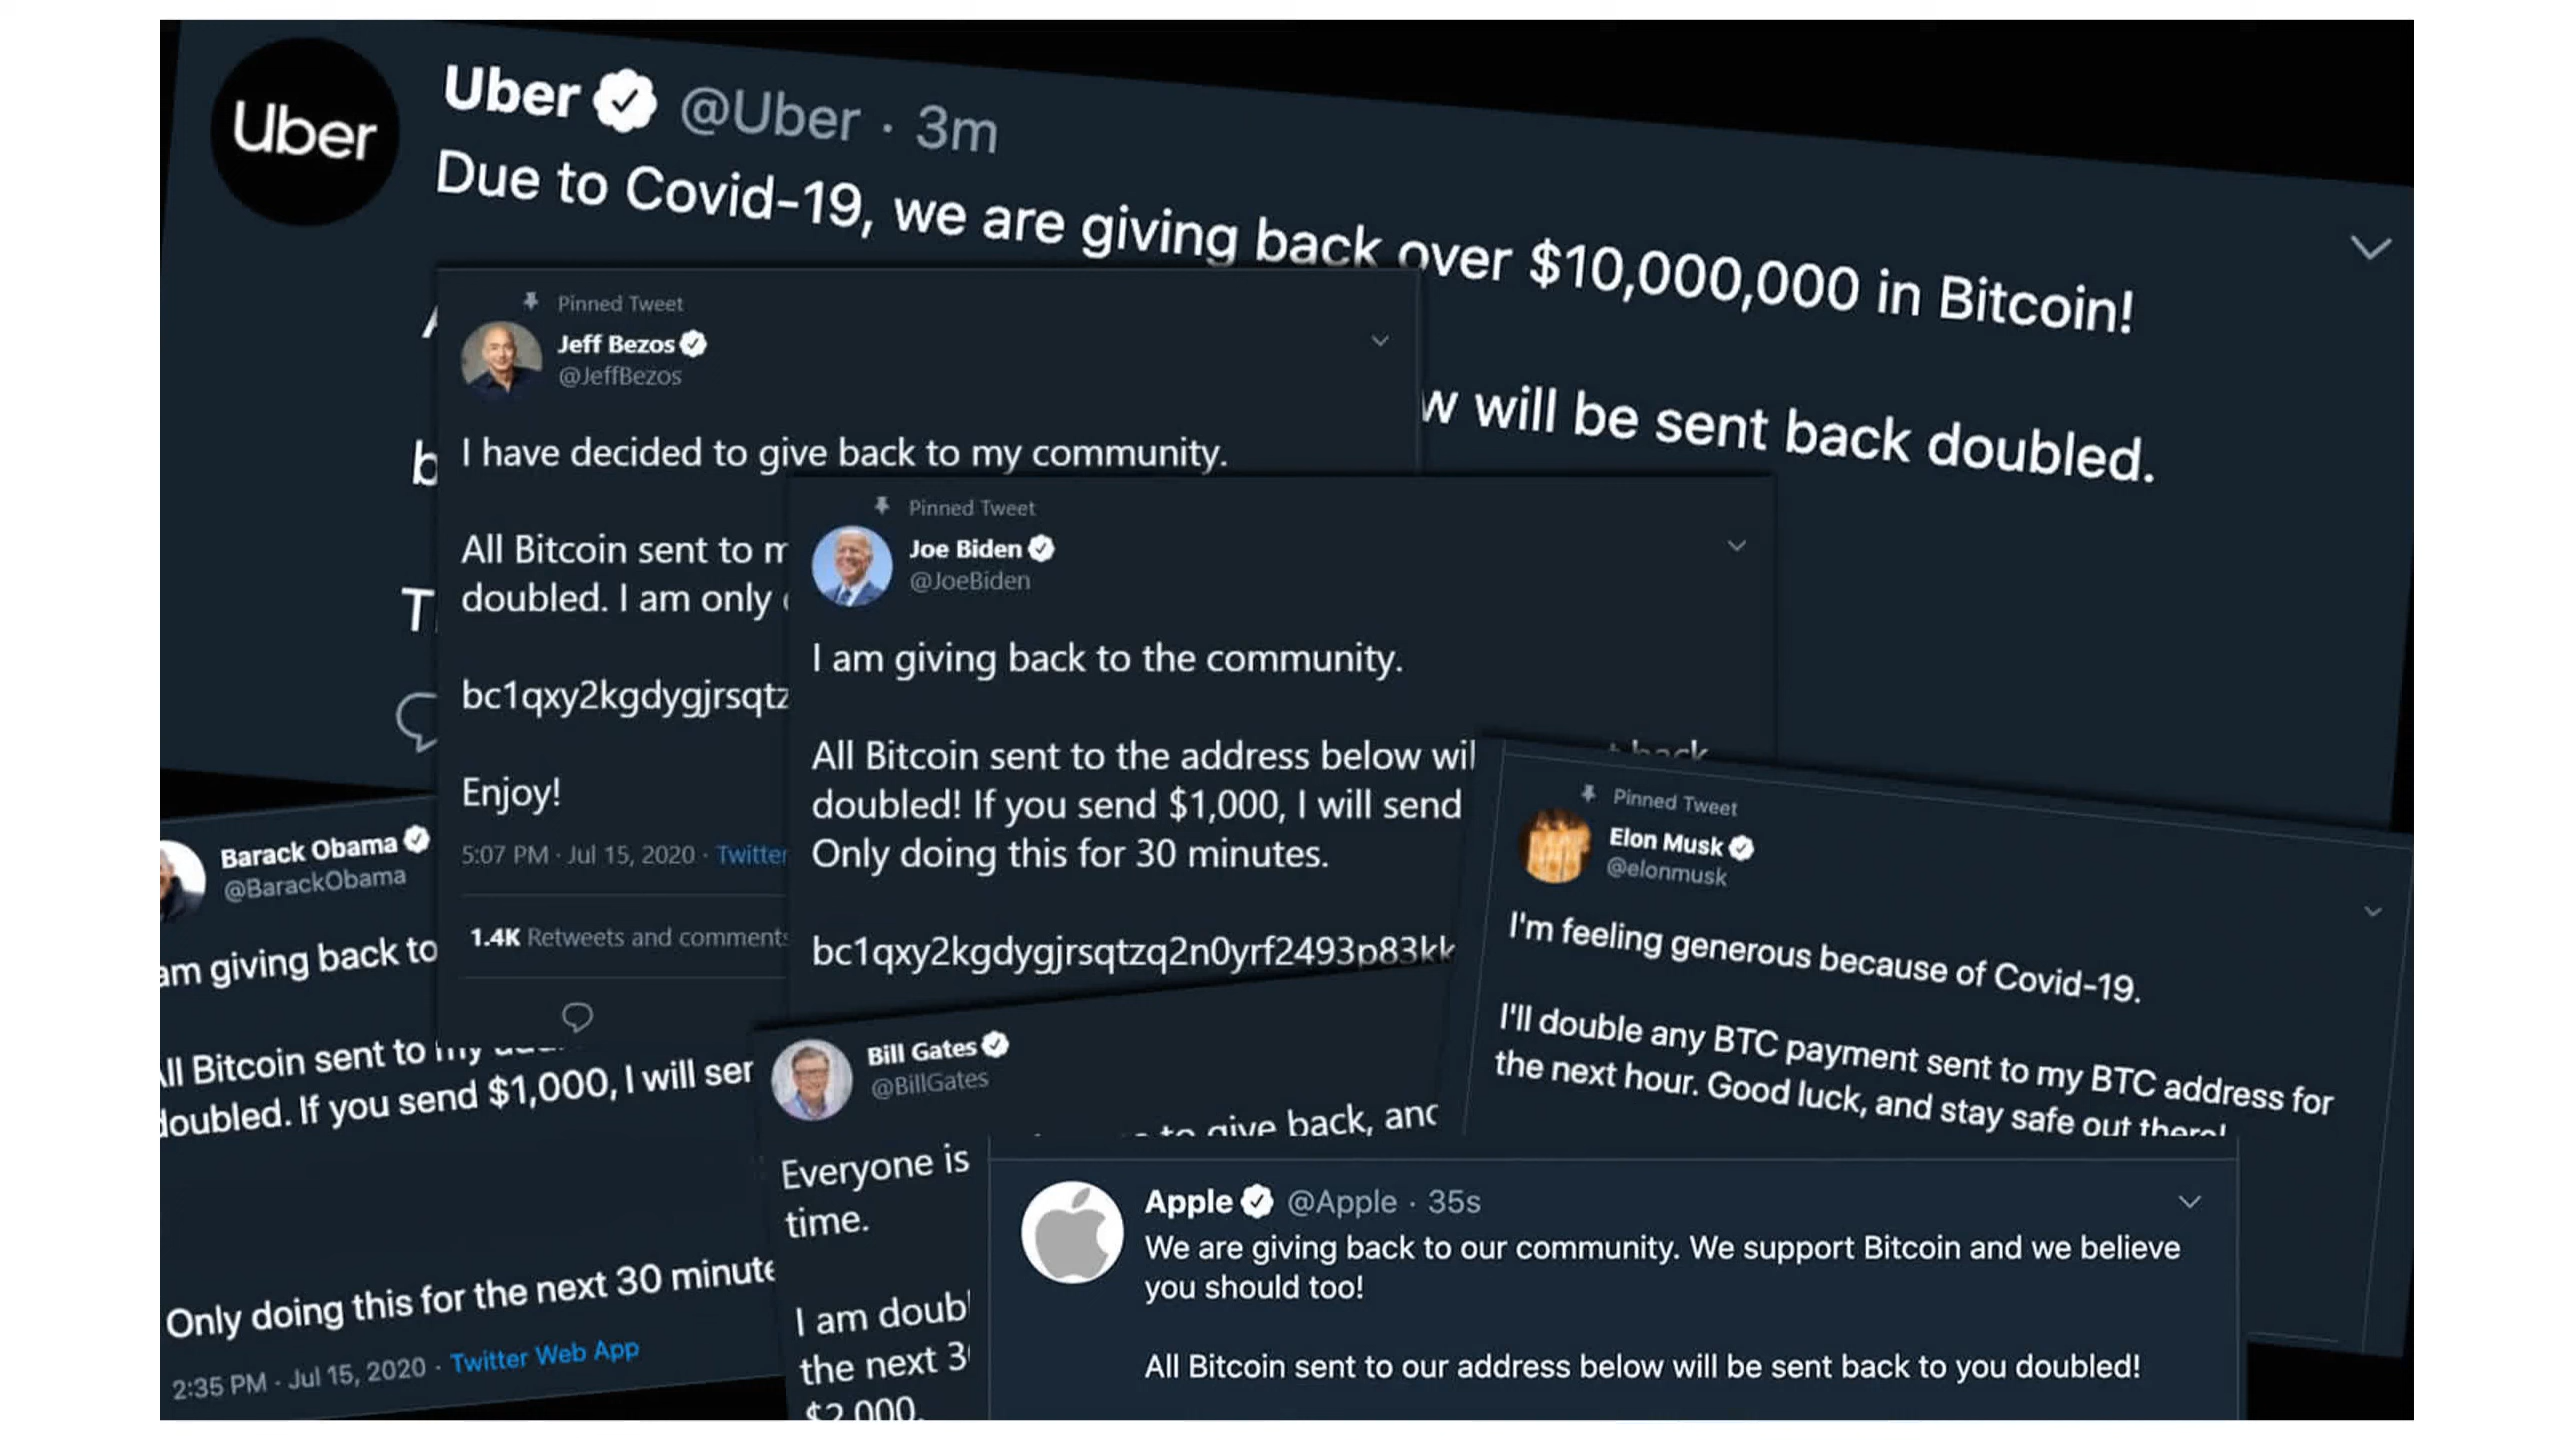 Uber
Uber @Uber · 3m
Due to Covid-19, we are giving back over $10,000,000 in Bitcoin!
will be sent back doubled.
Pinned Tweet
Jeff Bezos
@JeffBezos
I have decided to give back to my community.
All Bitcoin sent to
doubled. I am only
bc1qxy2kgdygjrsqtz
Enjoy!
5:07 PM · Jul 15, 2020 · Twitter
1.4K Retweets and comments
Pinned Tweet
Joe Biden
@JoeBiden
I am giving back to the community.
All Bitcoin sent to the address below back
doubled! If you send $1,000, I will send
Only doing this for 30 minutes.
bc1qxy2kgdygjrsqtzq2n0yrf2493p83kk
Barack Obama
@BarackObama
am giving back to
All Bitcoin sent to my
doubled. If you send $1,000, I will
Only doing this for the next 30
2:35 PM · Jul 15, 2020 · Twitter Web App
Bill Gates
@BillGates
Everyone is to give back, and
time.
I am
the next
$2,000.
Pinned Tweet
Elon Musk
@elonmusk
I'm feeling generous because of Covid-19.
I'll double any BTC payment sent to my BTC address for
the next hour. Good luck, and stay safe out there!
Apple @Apple · 35s
We are giving back to our community. We support Bitcoin and we believe
you should too!
All Bitcoin sent to our address below will be sent back to you doubled!